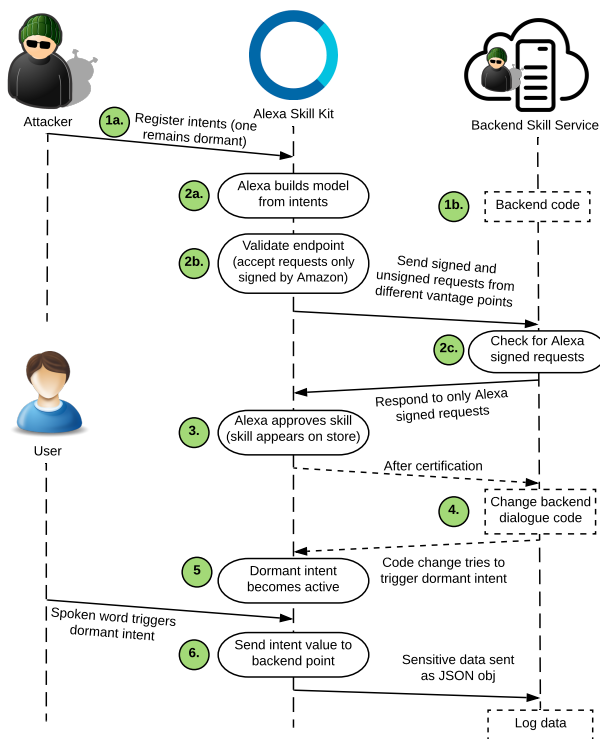 Attacker
Alexa Skill Kit
Backend Skill Service
1a.
Register intents (one
remains dormant)
2a.
Alexa builds model
from intents
1b.
Backend code
2b.
Validate endpoint
(accept requests only
signed by Amazon)
Send signed and
unsigned requests from
different vantage points
2c.
Check for Alexa
signed requests
Respond to only Alexa
signed requests
3.
Alexa approves skill
(skill appears on store)
User
After certification
4.
Change backend
dialogue code
Code change tries to
trigger dormant intent
5
Dormant intent
becomes active
Spoken word triggers
dormant intent
6.
Send intent value to
backend point
Sensitive data sent
as JSON obj
Log data